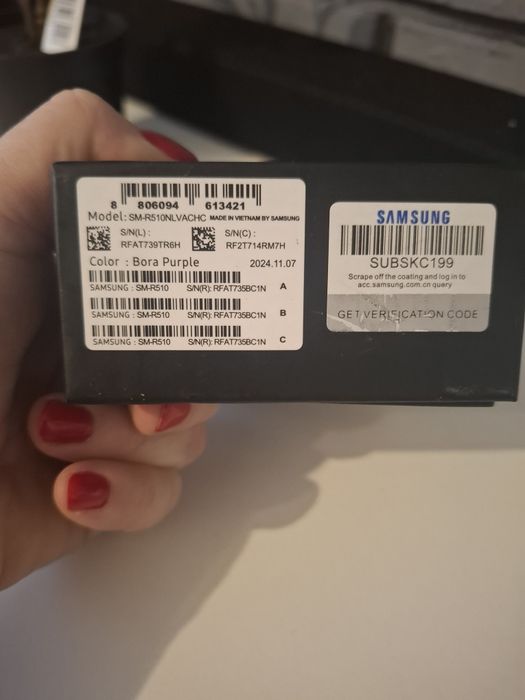 8 806094 613421
Model: SM-R510NLVACHC MADE IN VIETNAM BY SAMSUNG
S/N(L) : S/N(C) :
RFAT739TR6H RF2T714RM7H
Color : Bora Purple 2024.11.07
SAMSUNG : SM-R510 S/N(R): RFAT735BC1N A
SAMSUNG : SM-R510 S/N(R): RFAT735BC1N B
SAMSUNG : SM-R510 S/N(R): RFAT735BC1N C
SAMSUNG
SUBSKC199
Scrape off the coating and log in to
acc.samsung.com.cn query
GET VERIFICATION CODE